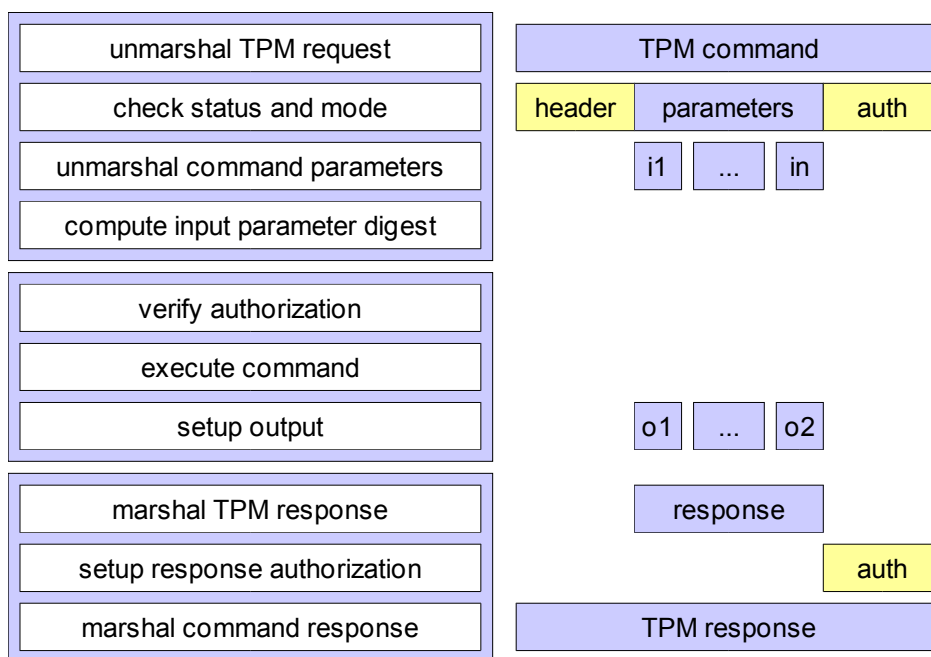 unmarshal TPM request
TPM command
check status and mode
header parameters auth
unmarshal command parameters
i1 ... in
compute input parameter digest
verify authorization
execute command
setup output
o1 ... o2
marshal TPM response
response
setup response authorization
auth
marshal command response
TPM response